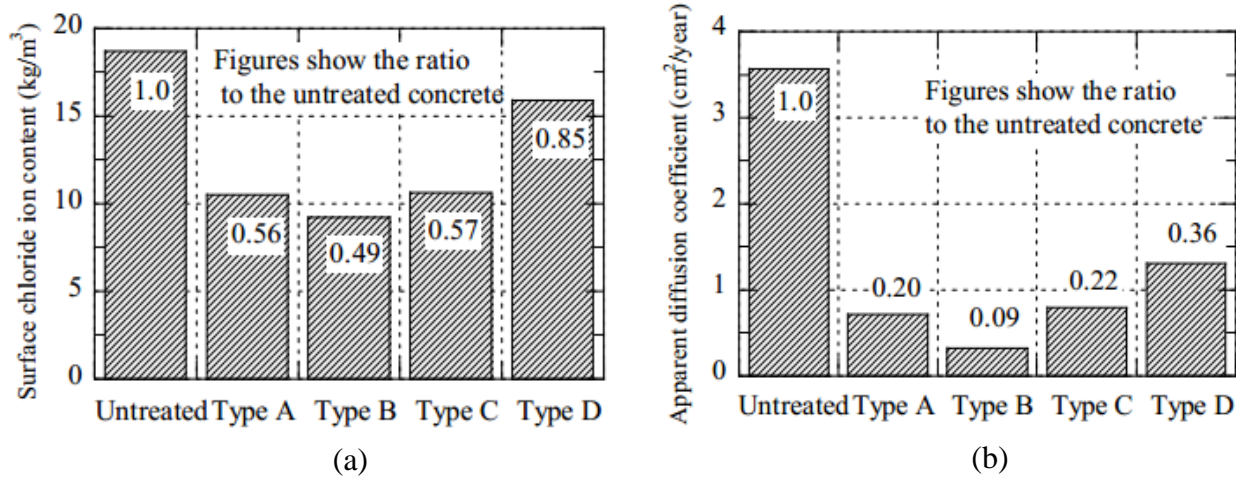 Surface chloride ion content (kg/m³)
20
15
10
5
0
Figures show the ratio
to the untreated concrete
1.0
0.56
0.49
0.57
0.85
Untreated Type A Type B Type C Type D
(a)
Apparent diffusion coefficient (cm²/year)
4
3
2
1
0
Figures show the ratio
to the untreated concrete
1.0
0.20
0.09
0.22
0.36
Untreated Type A Type B Type C Type D
(b)